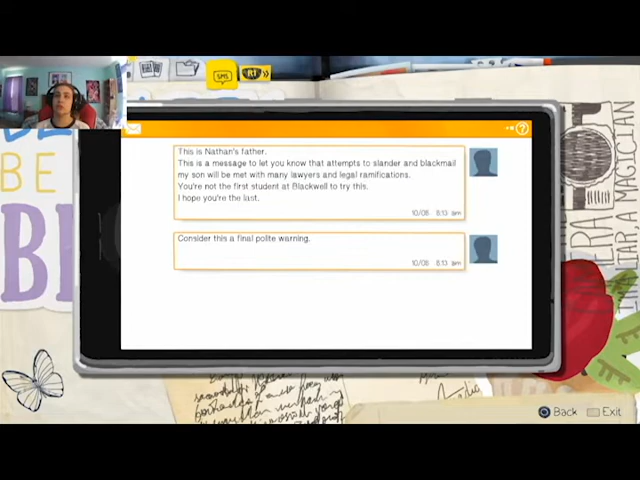 SMS
R1
This is Nathan's father.
This is a message to let you know that attempts to slander and blackmail
my son will be met with many lawyers and legal ramifications.
You're not the first student at Blackwell to try this.
I hope you're the last.
10/08 8:13 am
Consider this a final polite warning.
10/08 8:13 am
BE
LIAR, A MAGICIAN
Back
Exit